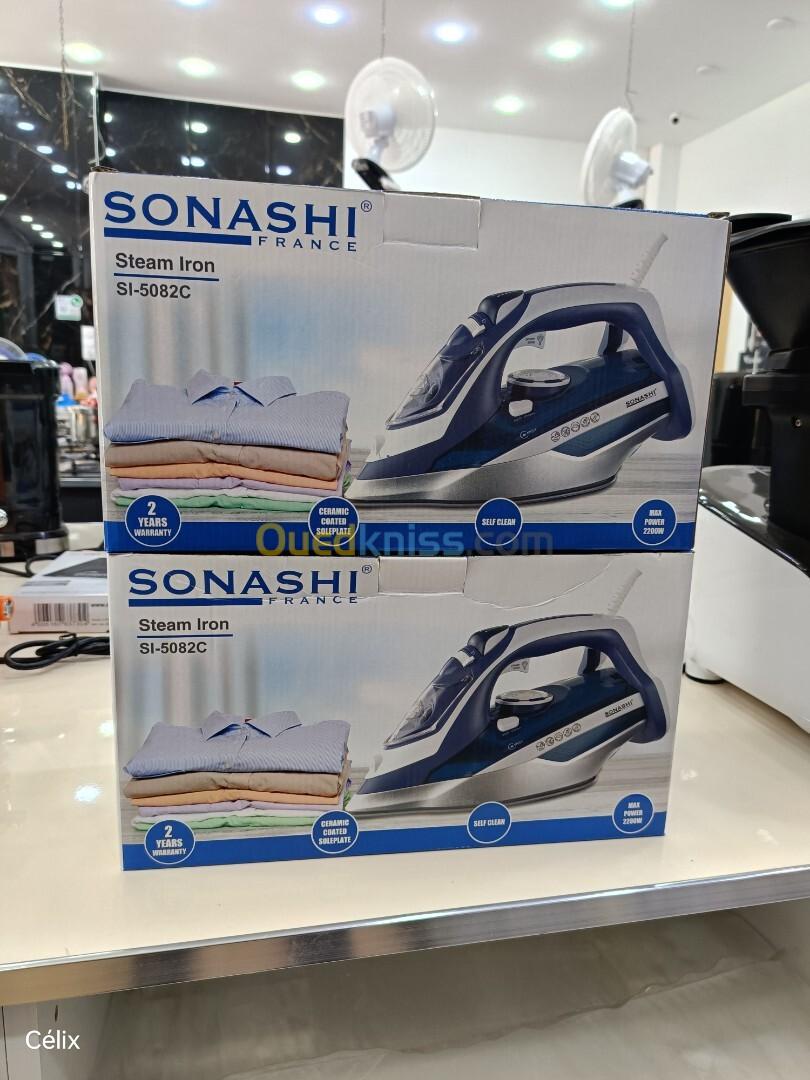 SONASHI®
FRANCE
Steam Iron
SI-5082C
SONASHI
2
YEARS
WARRANTY
CERAMIC
COATED
SOLEPLATE
SELF CLEAN
MAX
POWER
2200W
Ouedkniss.com
SONASHI®
FRANCE
Steam Iron
SI-5082C
SONASHI
2
YEARS
WARRANTY
CERAMIC
COATED
SOLEPLATE
SELF CLEAN
MAX
POWER
2200W
Célix